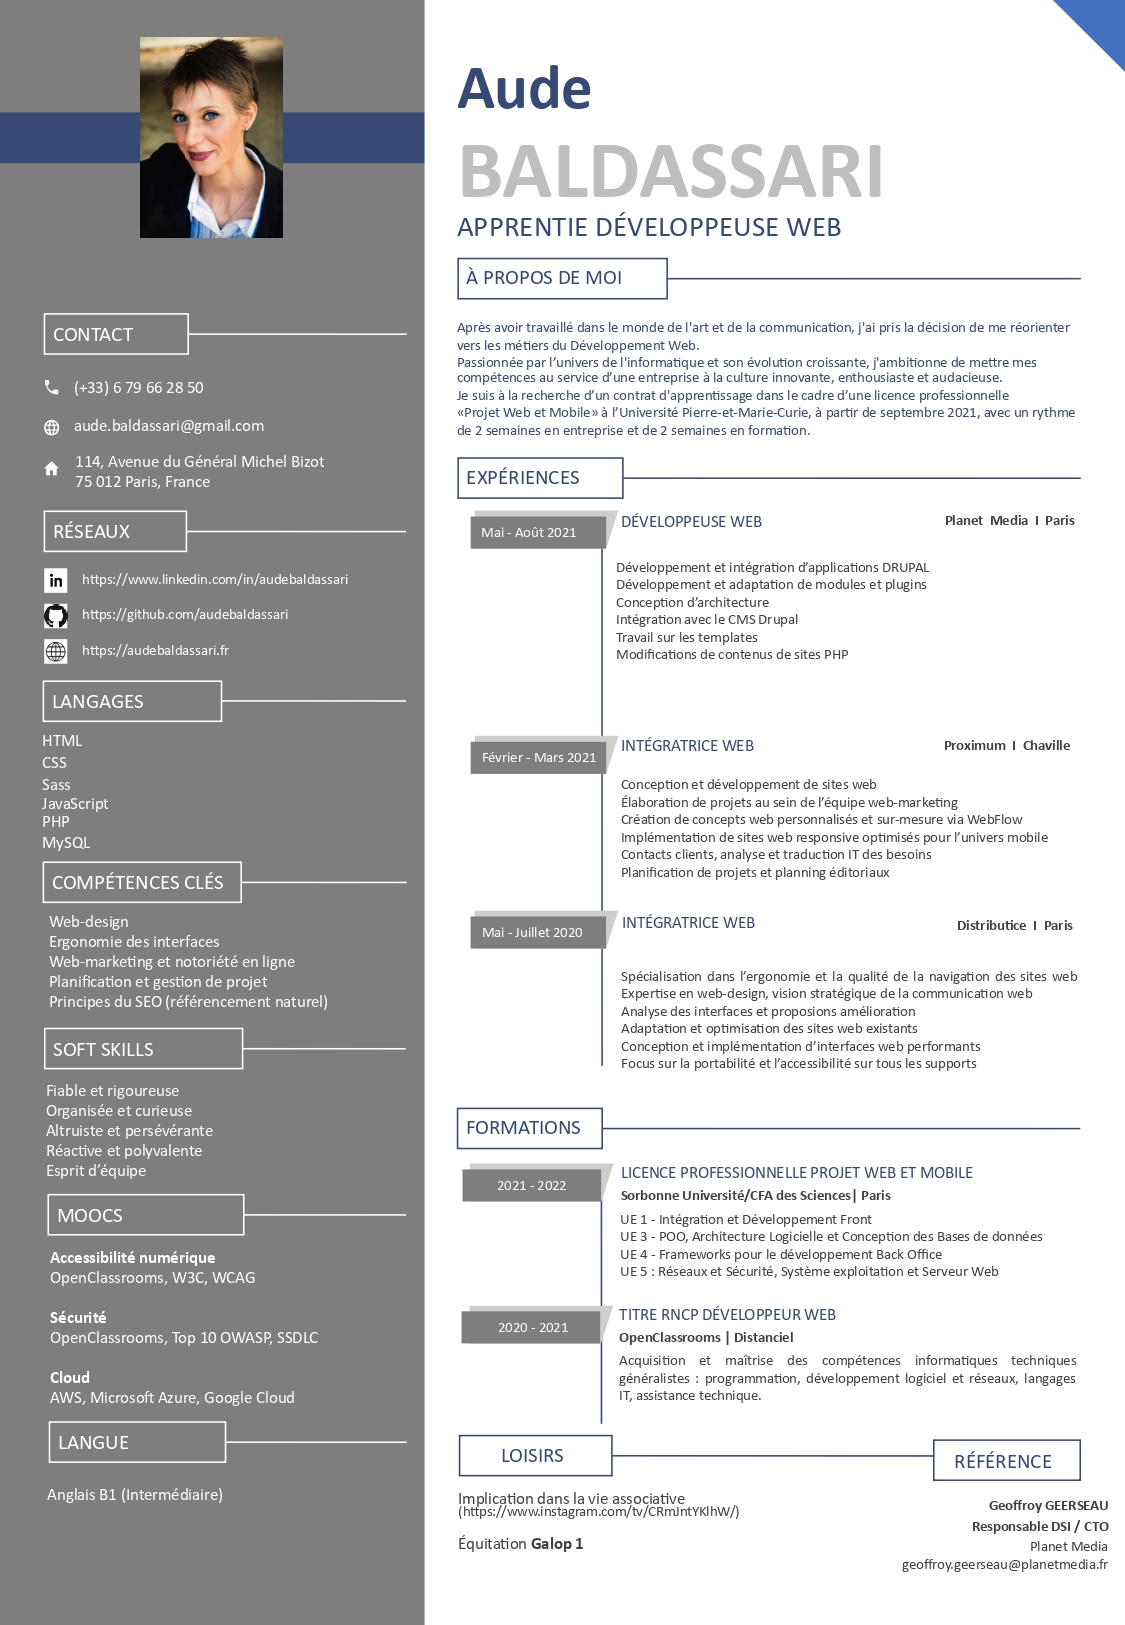 Aude
BALDASSARI
APPRENTIE DÉVELOPPEUSE WEB
CONTACT
(+33) 6 79 66 28 50
aude.baldassari@gmail.com
114, Avenue du Général Michel Bizot
75 012 Paris, France
RÉSEAUX
in
https://www.linkedin.com/in/audebaldassari
https://github.com/audebaldassari
https://audebaldassari.fr
LANGAGES
HTML
CSS
Sass
JavaScript
PHP
MySQL
COMPÉTENCES CLÉS
Web-design
Ergonomie des interfaces
Web-marketing et notoriété en ligne
Planification et gestion de projet
Principes du SEO (référencement naturel)
SOFT SKILLS
Fiable et rigoureuse
Organisée et curieuse
Altruiste et persévérante
Réactive et polyvalente
Esprit d’équipe
MOOCS
Accessibilité numérique
OpenClassrooms, W3C, WCAG
Sécurité
OpenClassrooms, Top 10 OWASP, SSDLC
Cloud
AWS, Microsoft Azure, Google Cloud
LANGUE
Anglais B1 (Intermédiaire)
À PROPOS DE MOI
Après avoir travaillé dans le monde de l'art et de la communication, j'ai pris la décision de me réorienter
vers les métiers du Développement Web.
Passionnée par l’univers de l'informatique et son évolution croissante, j'ambitionne de mettre mes
compétences au service d’une entreprise à la culture innovante, enthousiaste et audacieuse.
Je suis à la recherche d’un contrat d'apprentissage dans le cadre d’une licence professionnelle
«Projet Web et Mobile» à l’Université Pierre-et-Marie-Curie, à partir de septembre 2021, avec un rythme
de 2 semaines en entreprise et de 2 semaines en formation.
EXPÉRIENCES
Mai - Août 2021
DÉVELOPPEUSE WEB
Planet Media I Paris
Développement et intégration d’applications DRUPAL
Développement et adaptation de modules et plugins
Conception d’architecture
Intégration avec le CMS Drupal
Travail sur les templates
Modifications de contenus de sites PHP
Février - Mars 2021
INTÉGRATRICE WEB
Proximum I Chaville
Conception et développement de sites web
Élaboration de projets au sein de l’équipe web-marketing
Création de concepts web personnalisés et sur-mesure via WebFlow
Implémentation de sites web responsive optimisés pour l’univers mobile
Contacts clients, analyse et traduction IT des besoins
Planification de projets et planning éditoriaux
Mai - Juillet 2020
INTÉGRATRICE WEB
Distributice I Paris
Spécialisation dans l’ergonomie et la qualité de la navigation des sites web
Expertise en web-design, vision stratégique de la communication web
Analyse des interfaces et proposions amélioration
Adaptation et optimisation des sites web existants
Conception et implémentation d’interfaces web performants
Focus sur la portabilité et l’accessibilité sur tous les supports
FORMATIONS
2021 - 2022
LICENCE PROFESSIONNELLE PROJET WEB ET MOBILE
Sorbonne Université/CFA des Sciences| Paris
UE 1 - Intégration et Développement Front
UE 3 - POO, Architecture Logicielle et Conception des Bases de données
UE 4 - Frameworks pour le développement Back Office
UE 5 : Réseaux et Sécurité, Système exploitation et Serveur Web
2020 - 2021
TITRE RNCP DÉVELOPPEUR WEB
OpenClassrooms | Distanciel
Acquisition et maîtrise des compétences informatiques techniques
généralistes : programmation, développement logiciel et réseaux, langages
IT, assistance technique.
LOISIRS
Implication dans la vie associative
(https://www.instagram.com/tv/CRmJntYKlhW/)
Équitation Galop 1
RÉFÉRENCE
Geoffroy GEERSEAU
Responsable DSI / CTO
Planet Media
geoffroy.geerseau@planetmedia.fr